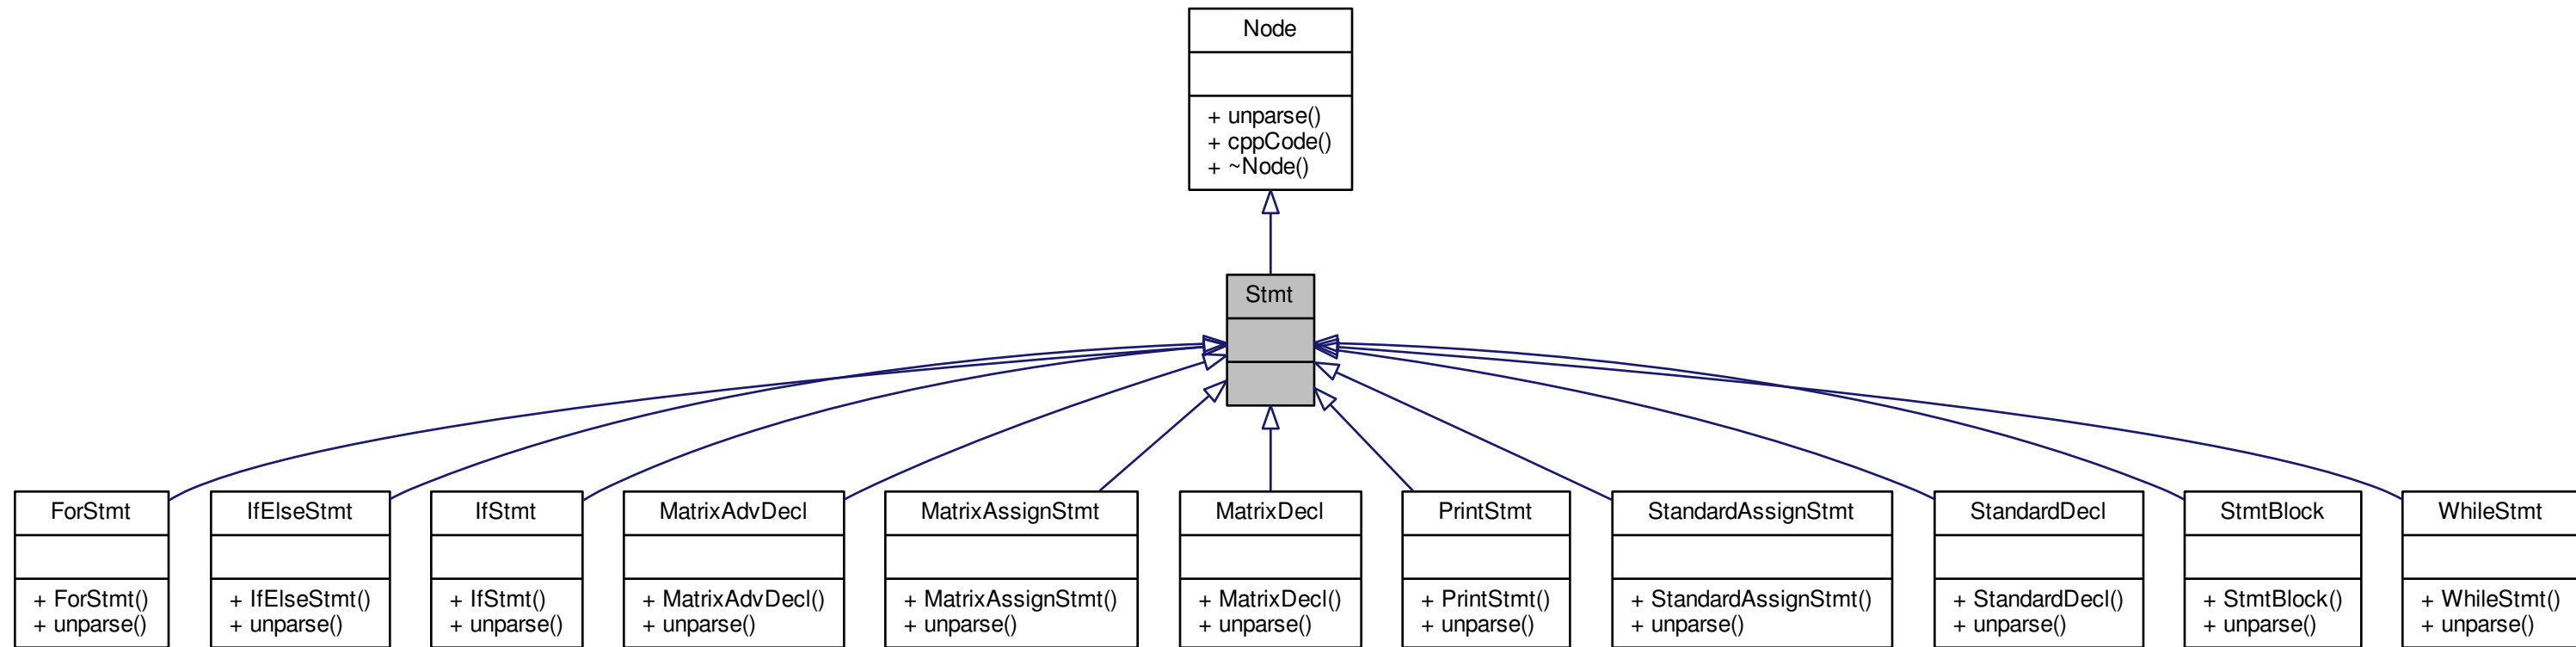 Node
+ unparse()
+ cppCode()
+ ~Node()
Stmt
ForStmt
+ ForStmt()
+ unparse()
IfElseStmt
+ IfElseStmt()
+ unparse()
IfStmt
+ IfStmt()
+ unparse()
MatrixAdvDecl
+ MatrixAdvDecl()
+ unparse()
MatrixAssignStmt
+ MatrixAssignStmt()
+ unparse()
MatrixDecl
+ MatrixDecl()
+ unparse()
PrintStmt
+ PrintStmt()
+ unparse()
StandardAssignStmt
+ StandardAssignStmt()
+ unparse()
StandardDecl
+ StandardDecl()
+ unparse()
StmtBlock
+ StmtBlock()
+ unparse()
WhileStmt
+ WhileStmt()
+ unparse()